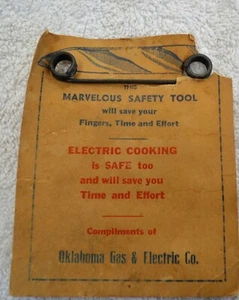 MARVELOUS SAFETY TOOL
will save your
Fingers, Time and Effort
ELECTRIC COOKING
is SAFE too
and will save you
Time and Effort
Compliments of
Oklahoma Gas & Electric Co.